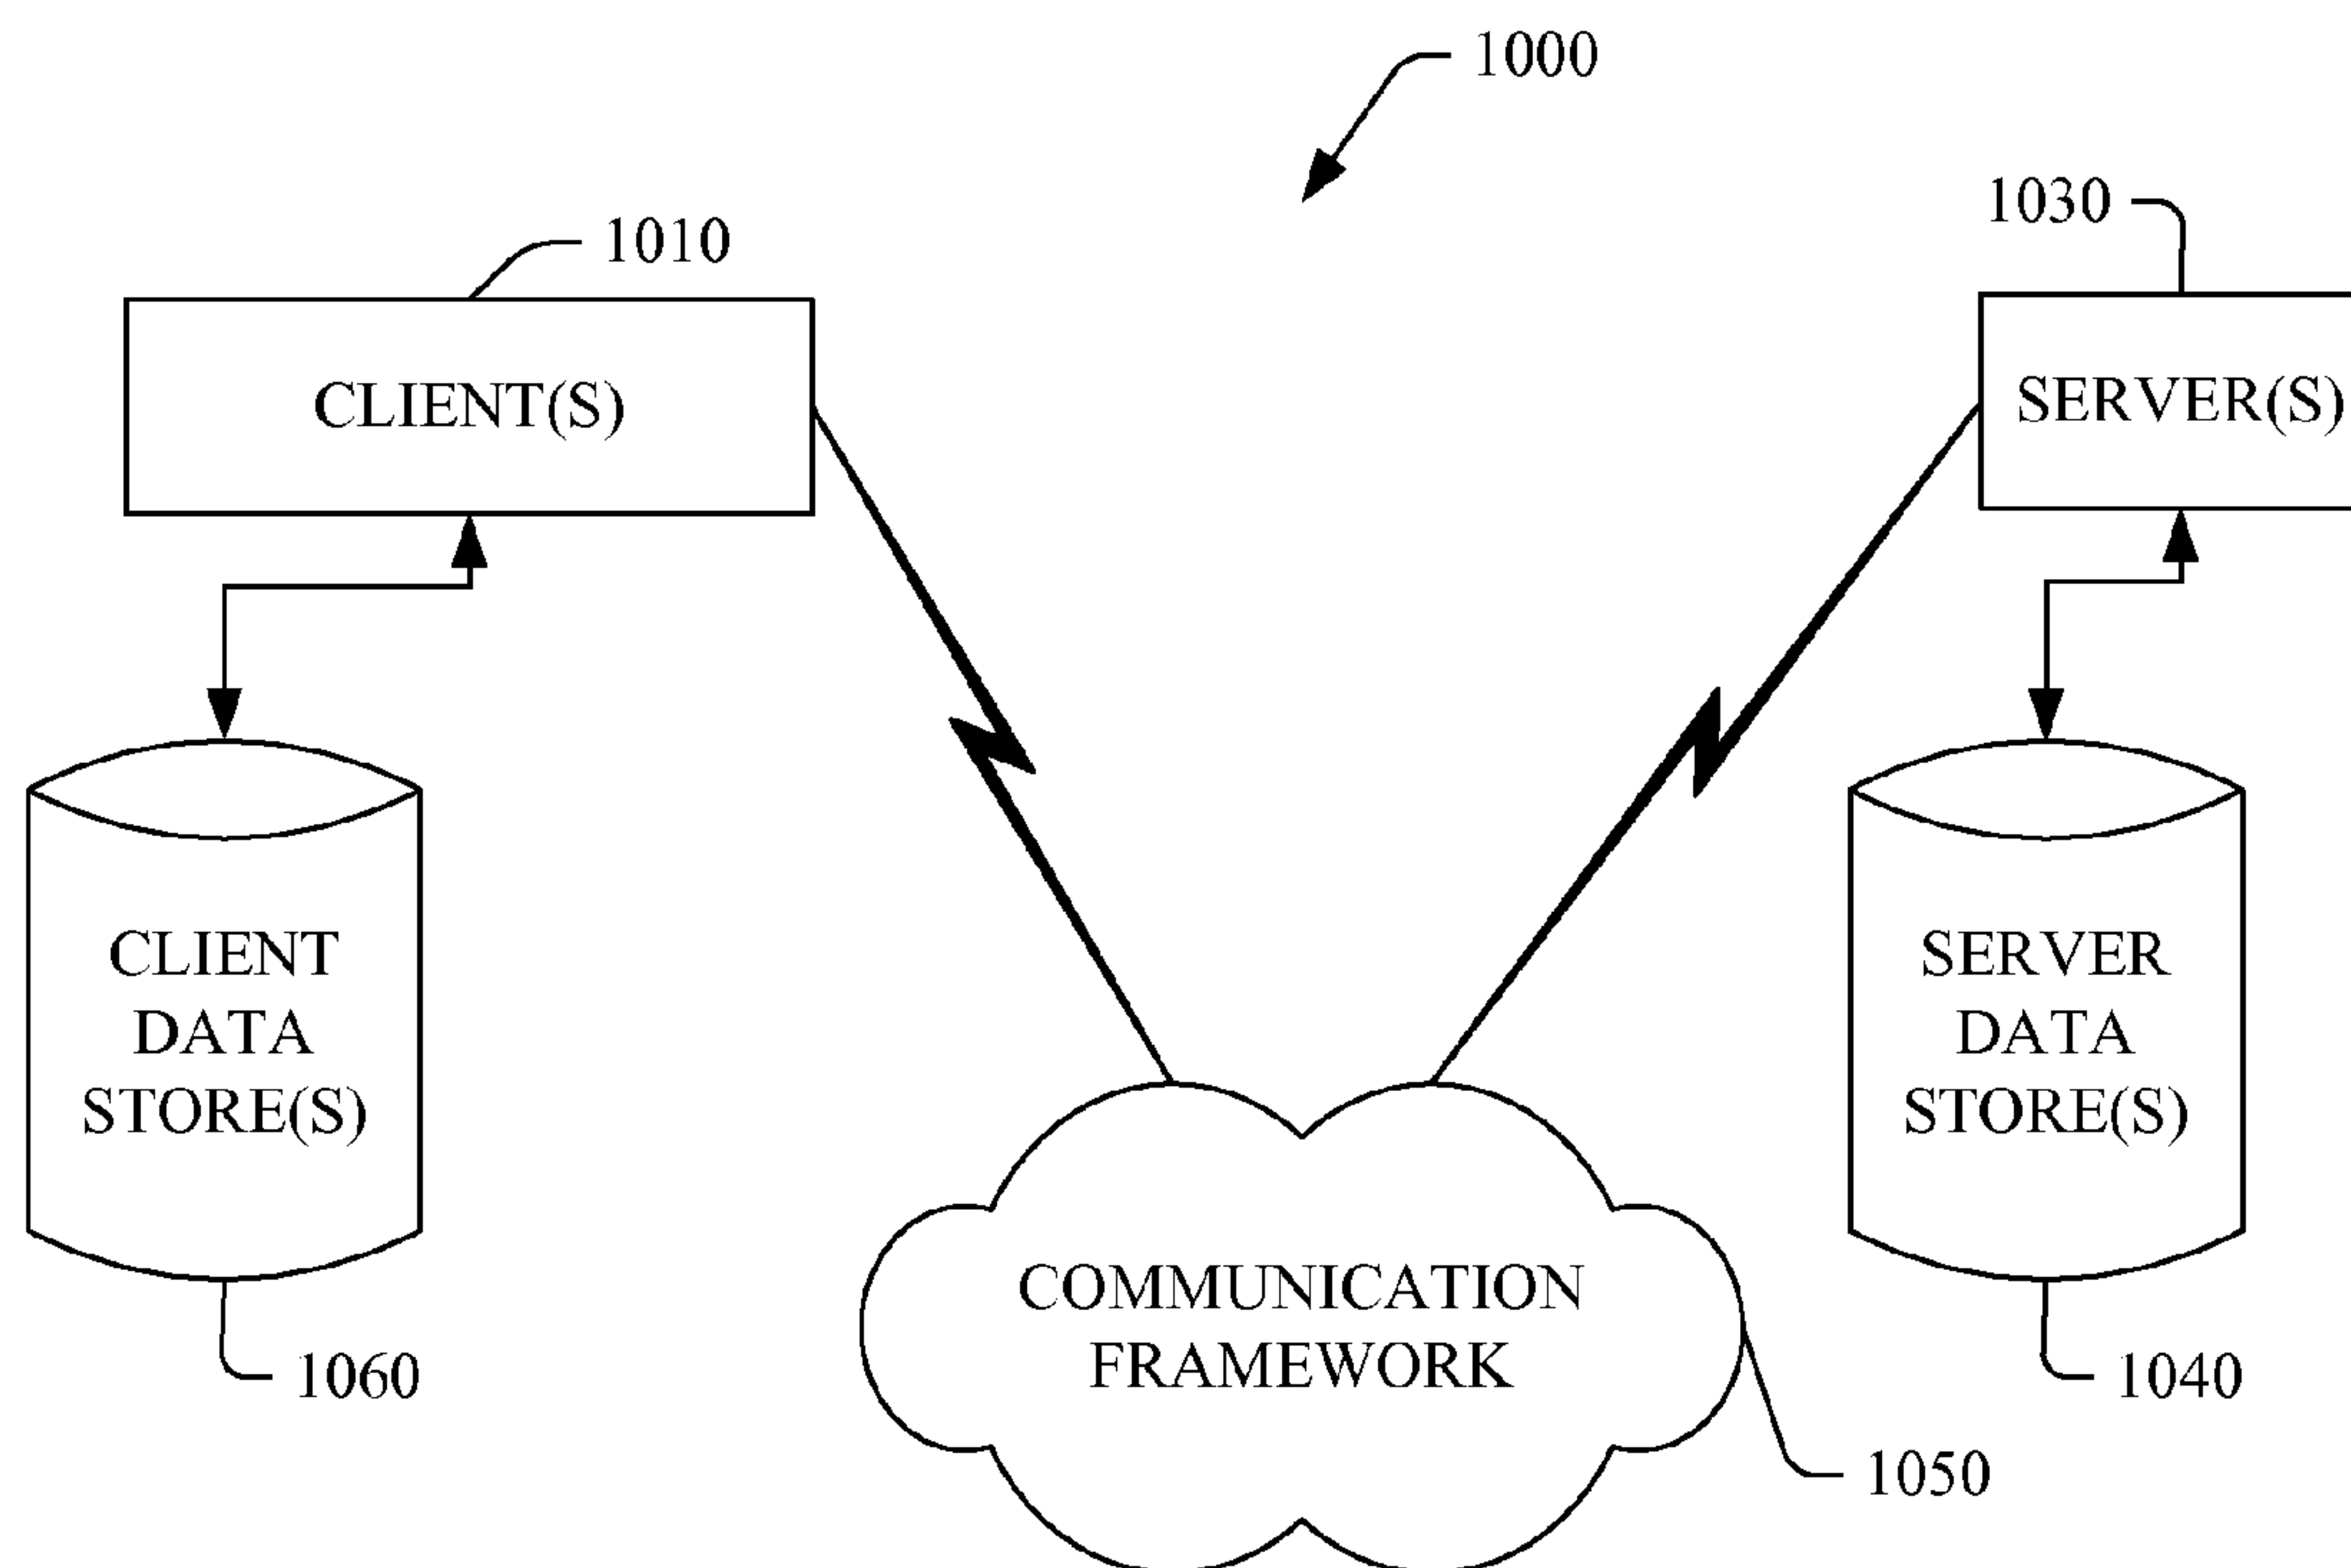 1000
1030
1010
CLIENT(S)
SERVER(S)
CLIENT
DATA
STORE(S)
SERVER
DATA
STORE(S)
COMMUNICATION
FRAMEWORK
1060
1040
1050